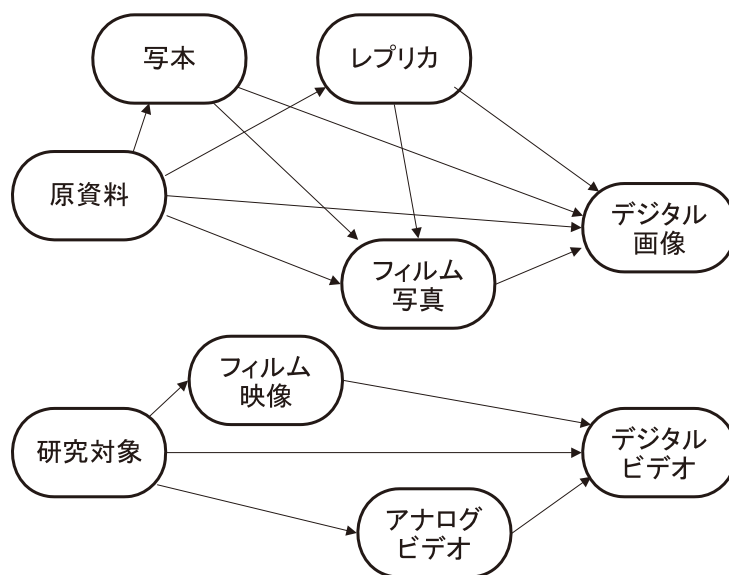 写本
レプリカ
原資料
デジタル
画像
フィルム
写真
フィルム
映像
研究対象
デジタル
ビデオ
アナログ
ビデオ